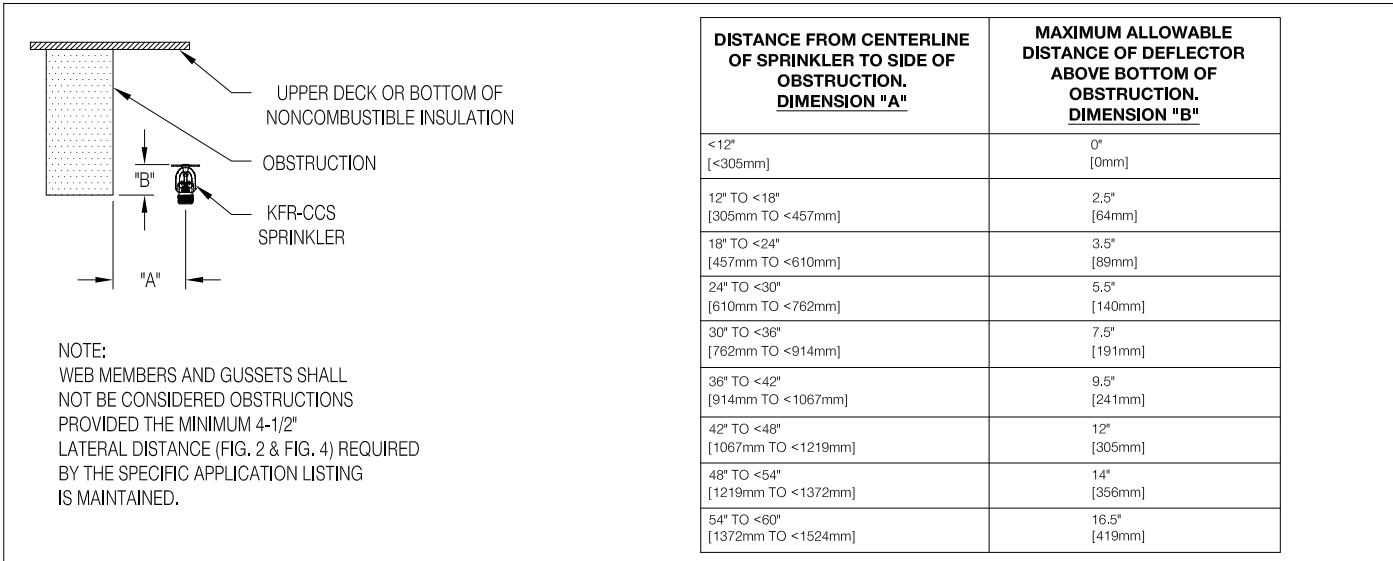 UPPER DECK OR BOTTOM OF
NONCOMBUSTIBLE INSULATION
OBSTRUCTION
"B"
KFR-CCS
SPRINKLER
"A"
NOTE:
WEB MEMBERS AND GUSSETS SHALL
NOT BE CONSIDERED OBSTRUCTIONS
PROVIDED THE MINIMUM 4-1/2"
LATERAL DISTANCE (FIG. 2 & FIG. 4) REQUIRED
BY THE SPECIFIC APPLICATION LISTING
IS MAINTAINED.
DISTANCE FROM CENTERLINE
OF SPRINKLER TO SIDE OF
OBSTRUCTION.
DIMENSION "A"
MAXIMUM ALLOWABLE
DISTANCE OF DEFLECTOR
ABOVE BOTTOM OF
OBSTRUCTION.
DIMENSION "B"
<12"
[<305mm]
0"
[0mm]
12" TO <18"
[305mm TO <457mm]
2.5"
[64mm]
18" TO <24"
[457mm TO <610mm]
3.5"
[89mm]
24" TO <30"
[610mm TO <762mm]
5.5"
[140mm]
30" TO <36"
[762mm TO <914mm]
7.5"
[191mm]
36" TO <42"
[914mm TO <1067mm]
9.5"
[241mm]
42" TO <48"
[1067mm TO <1219mm]
12"
[305mm]
48" TO <54"
[1219mm TO <1372mm]
14"
[356mm]
54" TO <60"
[1372mm TO <1524mm]
16.5"
[419mm]